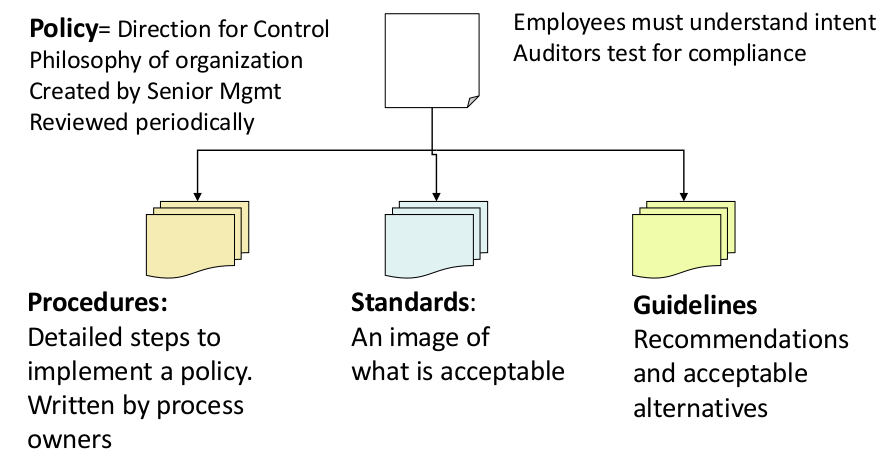 Policy= Direction for Control
Philosophy of organization
Created by Senior Mgmt
Reviewed periodically
Employees must understand intent
Auditors test for compliance
Procedures:
Detailed steps to
implement a policy.
Written by process
owners
Standards:
An image of
what is acceptable
Guidelines
Recommendations
and acceptable
alternatives